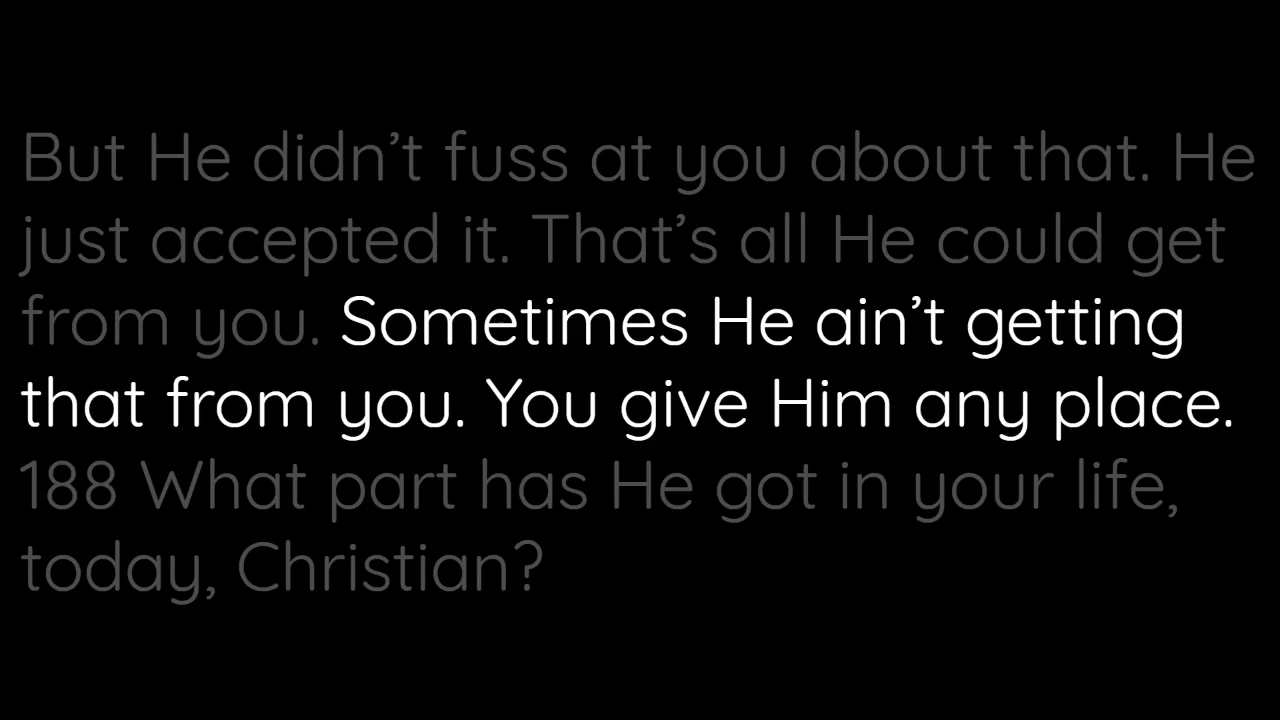 But He didn’t fuss at you about that. He
just accepted it. That’s all He could get
from you. Sometimes He ain’t getting
that from you. You give Him any place.
188 What part has He got in your life,
today, Christian?